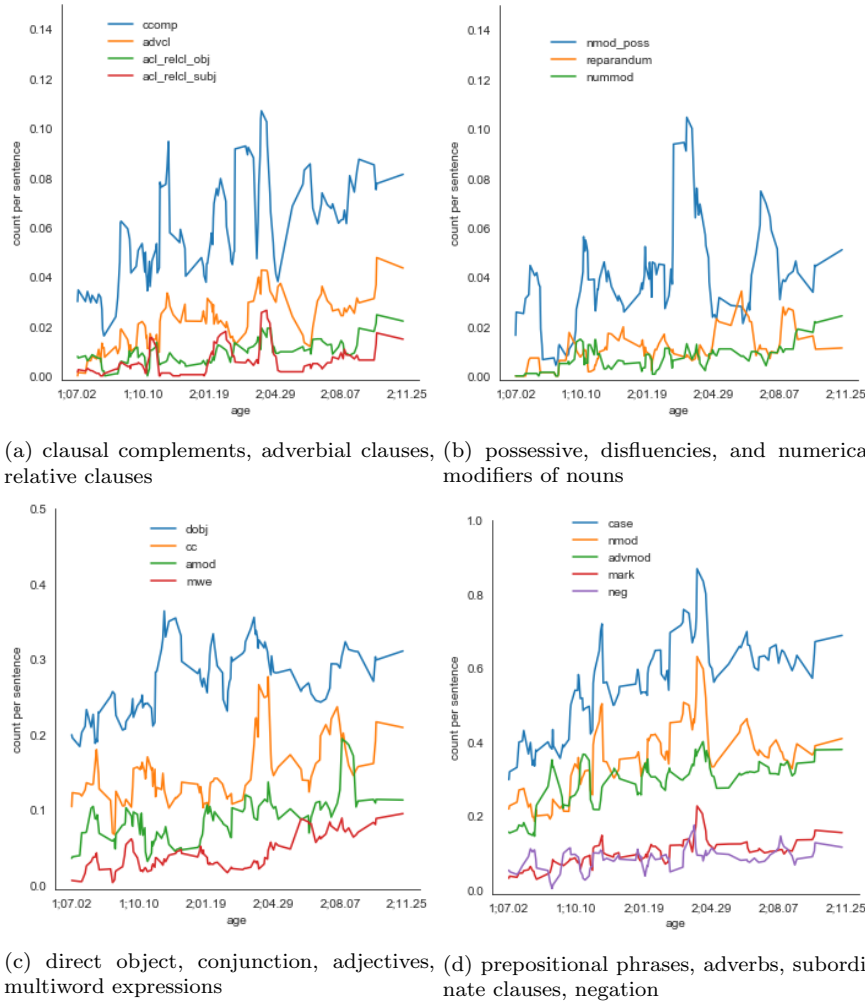 0.14
0.12
0.10
0.08
0.06
0.04
0.02
0.00
count per sentence
ccomp
advcl
acl_relcl_obj
acl_relcl_subj
1;07.02 1;10.10 2;01.19 2;04.29 2;08.07 2;11.25
age
0.14
0.12
0.10
0.08
0.06
0.04
0.02
0.00
count per sentence
nmod_poss
reparandum
nummod
1;07.02 1;10.10 2;01.19 2;04.29 2;08.07 2;11.25
age
(a) clausal complements, adverbial clauses,
relative clauses
(b) possessive, disfluencies, and numerica
modifiers of nouns
0.5
0.4
0.3
0.2
0.1
0.0
count per sentence
dobj
cc
amod
mwe
1;07.02 1;10.10 2;01.19 2;04.29 2;08.07 2;11.25
age
1.0
0.8
0.6
0.4
0.2
0.0
count per sentence
case
nmod
advmod
mark
neg
1;07.02 1;10.10 2;01.19 2;04.29 2;08.07 2;11.25
age
(c) direct object, conjunction, adjectives,
multiword expressions
(d) prepositional phrases, adverbs, subordi
nate clauses, negation